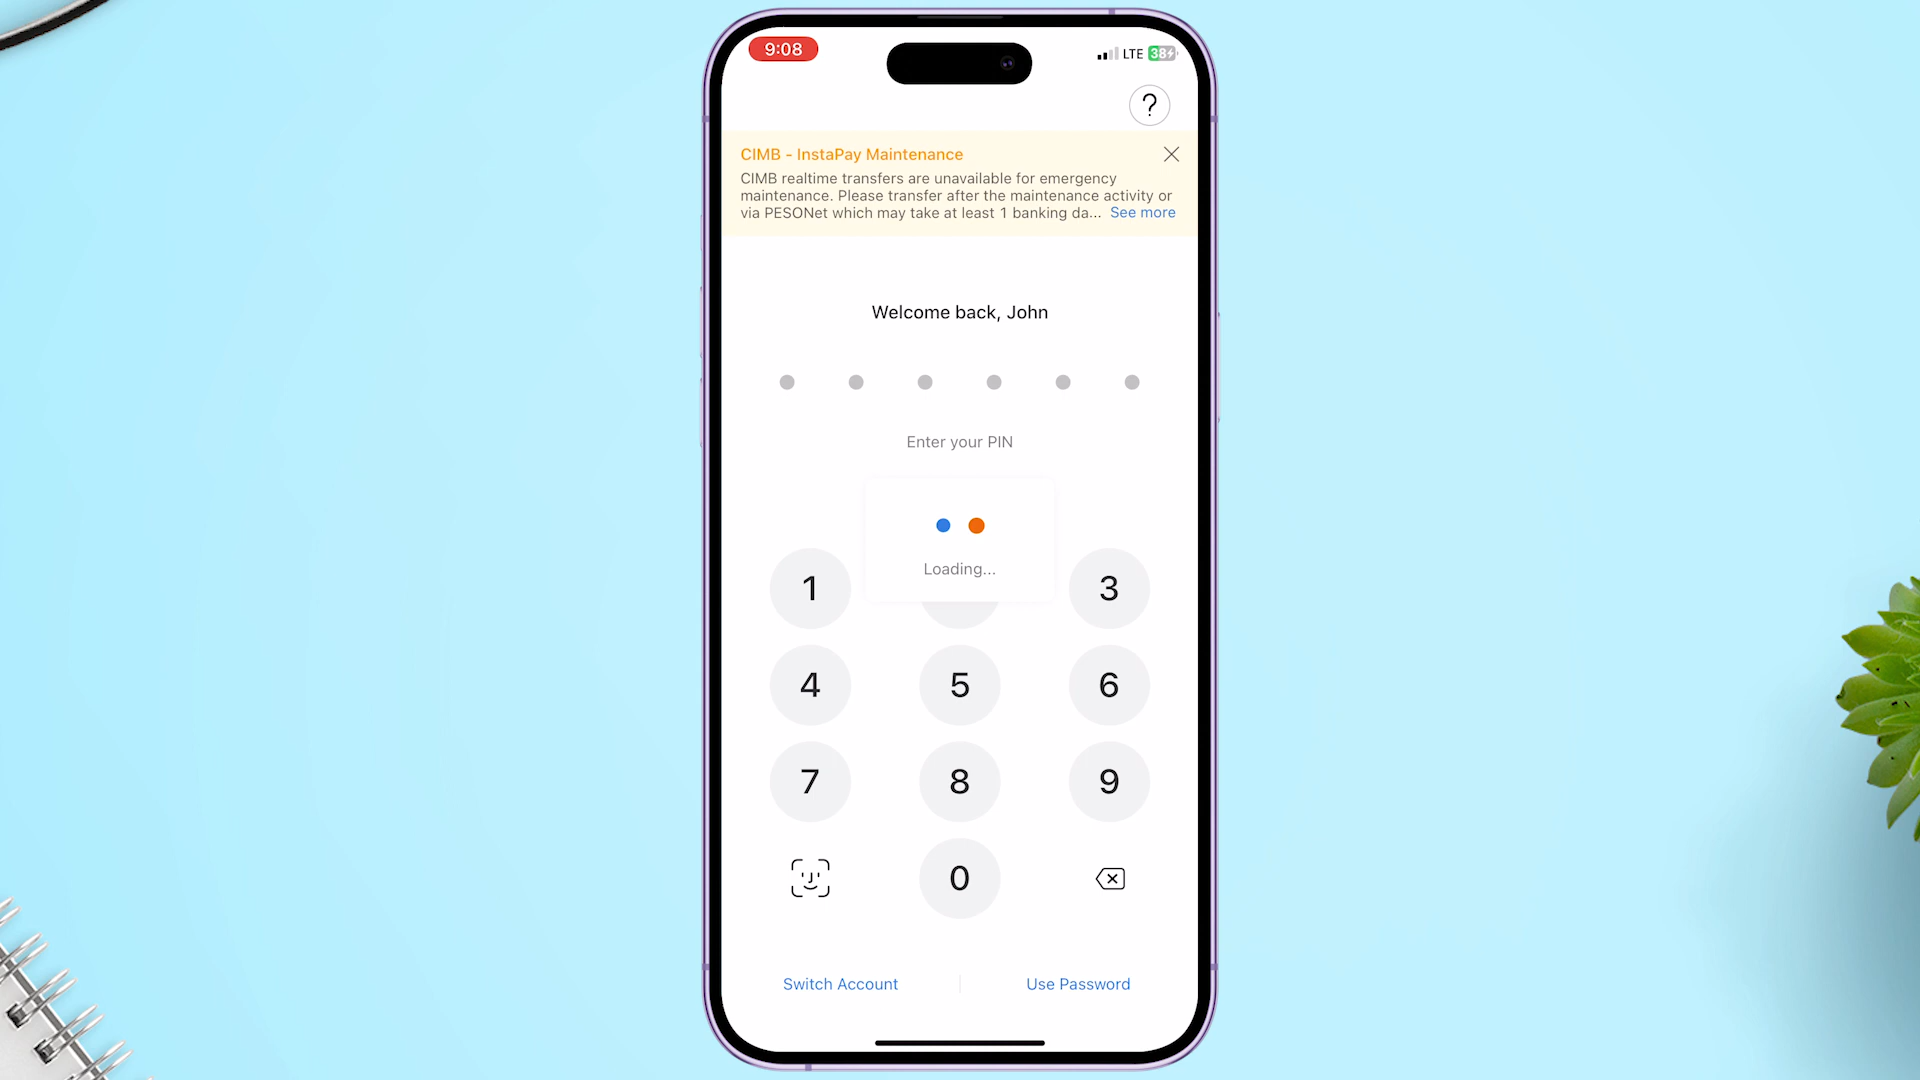 9:08
LTE 38
?
CIMB - InstaPay Maintenance
CIMB realtime transfers are unavailable for emergency
maintenance. Please transfer after the maintenance activity or
via PESONet which may take at least 1 banking da... See more
Welcome back, John
Enter your PIN
Loading...
1 3
4 5 6
7 8 9
0
Switch Account Use Password